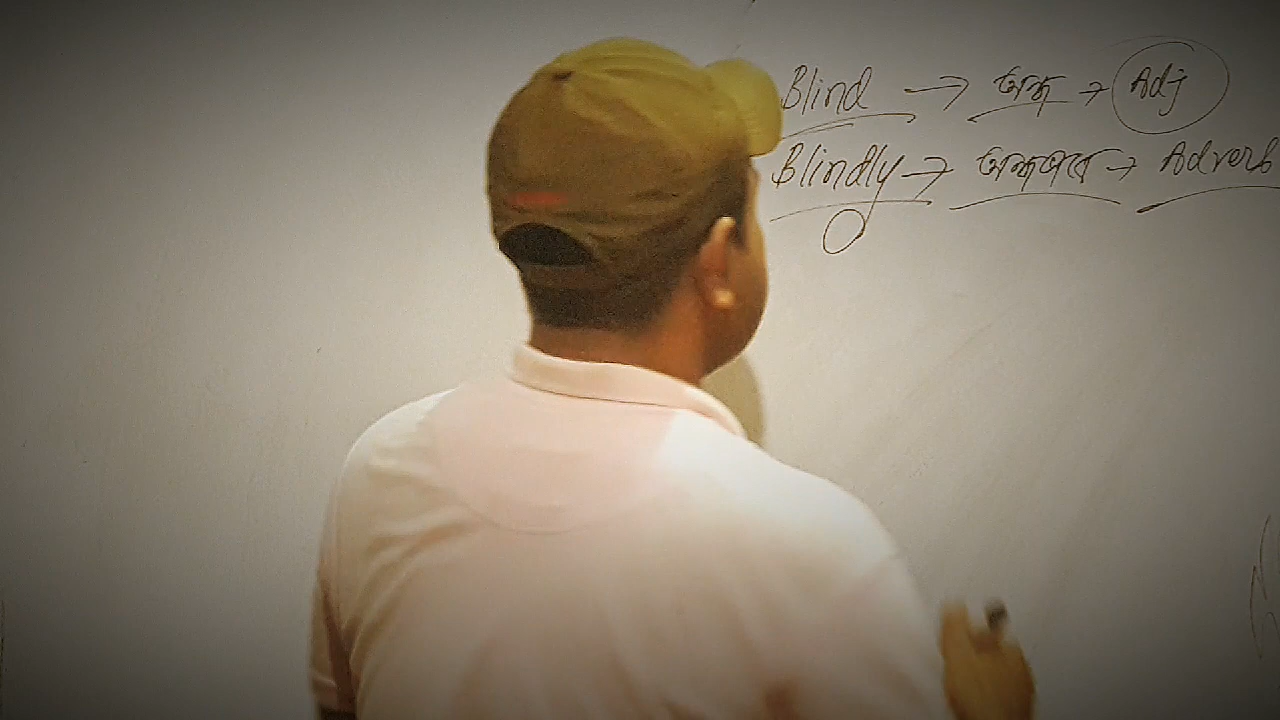 Blind → অন্ধ → Adj
Blindly → অন্ধভাবে → Adverb